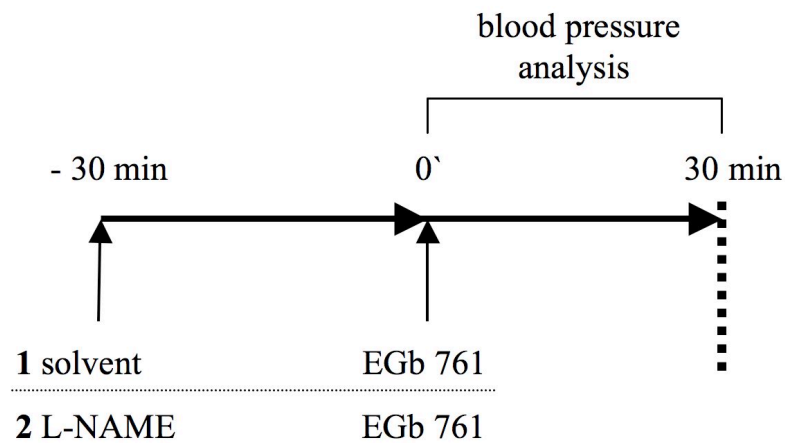 blood pressure
analysis
- 30 min 0` 30 min
1 solvent EGb 761
2 L-NAME EGb 761